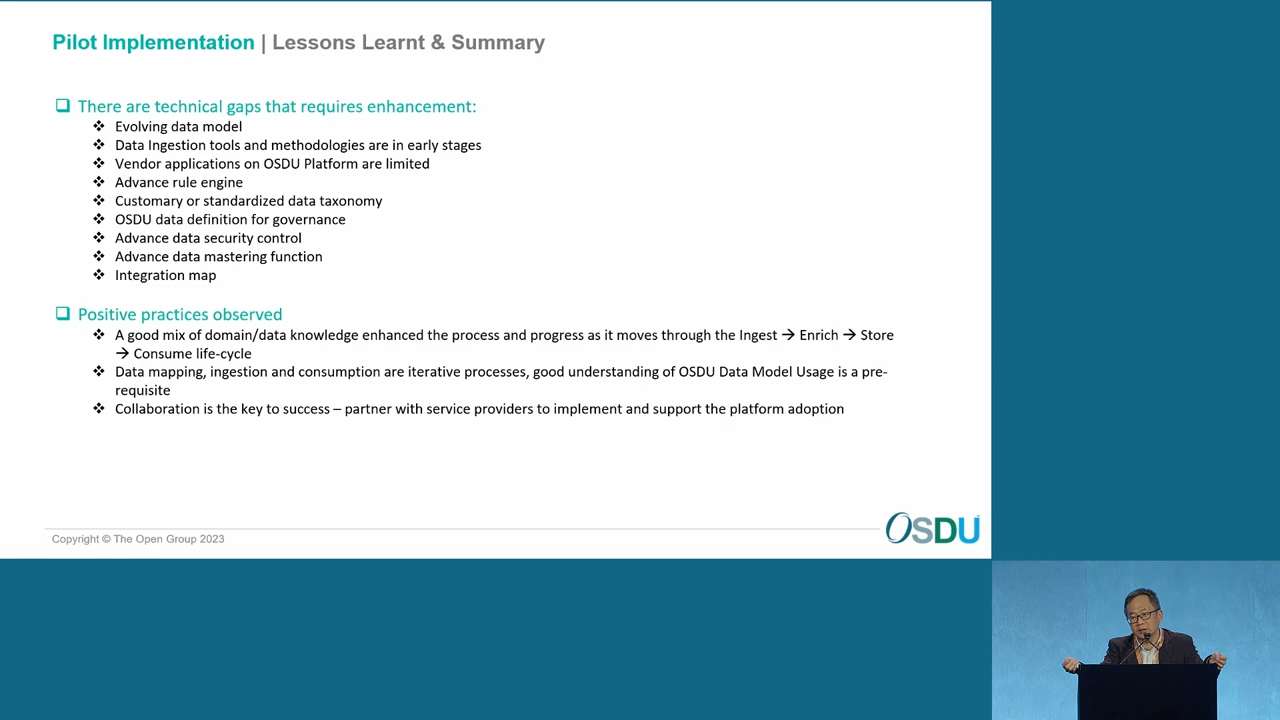 Pilot Implementation | Lessons Learnt & Summary
There are technical gaps that requires enhancement:
Evolving data model
Data Ingestion tools and methodologies are in early stages
Vendor applications on OSDU Platform are limited
Advance rule engine
Customary or standardized data taxonomy
OSDU data definition for governance
Advance data security control
Advance data mastering function
Integration map
Positive practices observed
A good mix of domain/data knowledge enhanced the process and progress as it moves through the Ingest → Enrich → Store
→ Consume life-cycle
Data mapping, ingestion and consumption are iterative processes, good understanding of OSDU Data Model Usage is a pre-
requisite
Collaboration is the key to success – partner with service providers to implement and support the platform adoption
Copyright © The Open Group 2023
OSDU